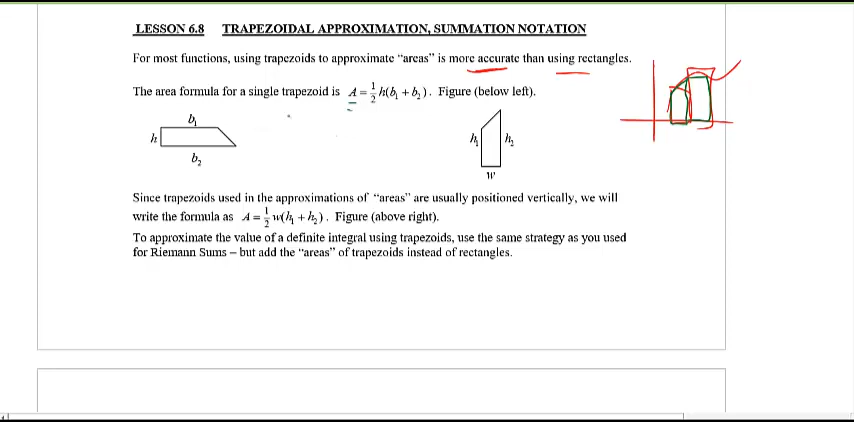 LESSON 6.8 TRAPEZOIDAL APPROXIMATION, SUMMATION NOTATION
For most functions, using trapezoids to approximate “areas” is more accurate than using rectangles.
The area formula for a single trapezoid is A = 1/2 h(b₁ + b₂). Figure (below left).
b₁
h
b₂
h₁ h₂
w
Since trapezoids used in the approximations of “areas” are usually positioned vertically, we will
write the formula as A = 1/2 w(h₁ + h₂). Figure (above right).
To approximate the value of a definite integral using trapezoids, use the same strategy as you used
for Riemann Sums – but add the “areas” of trapezoids instead of rectangles.